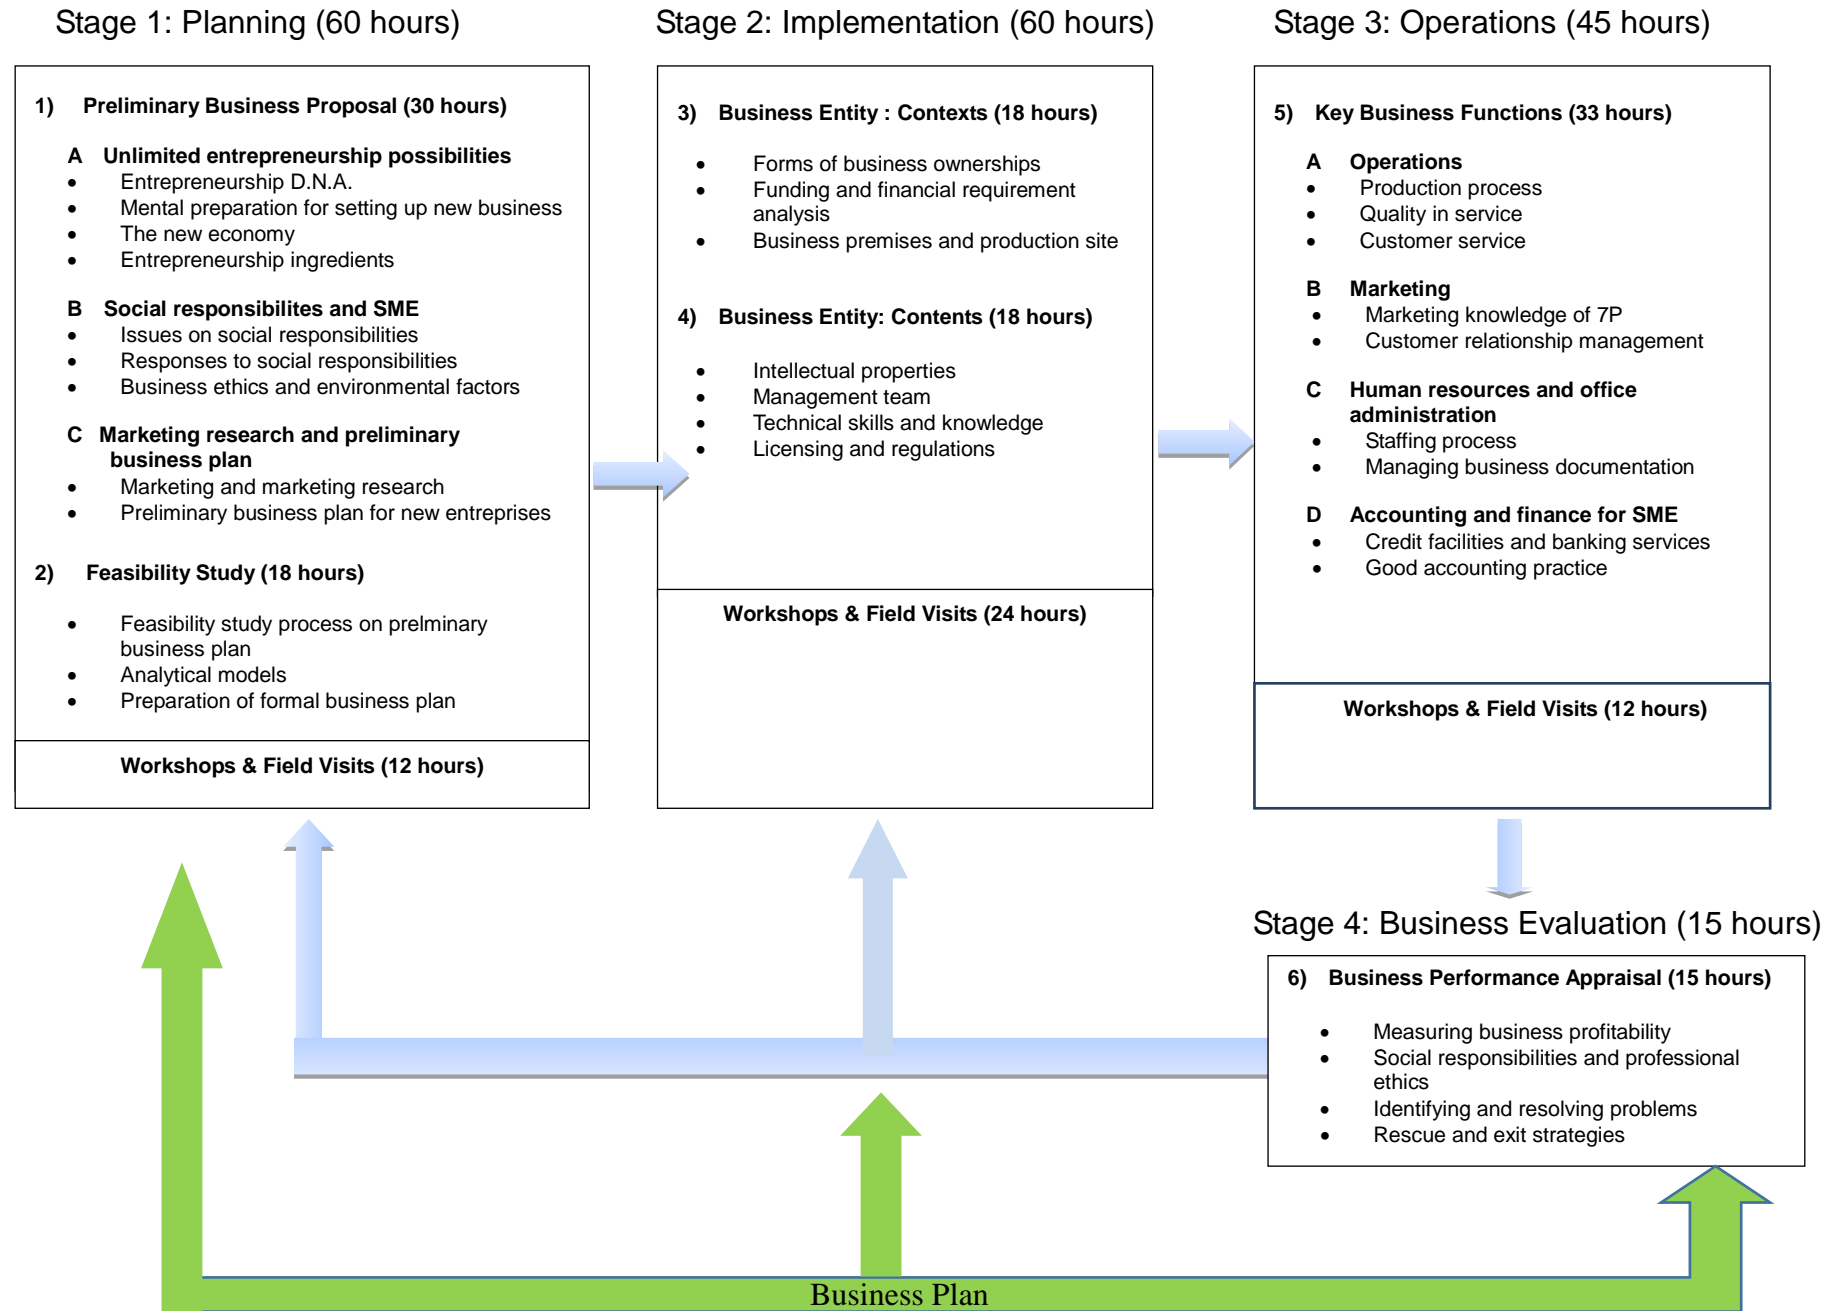 Stage 1: Planning (60 hours)
1) Preliminary Business Proposal (30 hours)
A Unlimited entrepreneurship possibilities
• Entrepreneurship D.N.A.
• Mental preparation for setting up new business
• The new economy
• Entrepreneurship ingredients
B Social responsibilites and SME
• Issues on social responsibilities
• Responses to social responsibilities
• Business ethics and environmental factors
C Marketing research and preliminary
business plan
• Marketing and marketing research
• Preliminary business plan for new entreprises
2) Feasibility Study (18 hours)
• Feasibility study process on prelminary
business plan
• Analytical models
• Preparation of formal business plan
Workshops & Field Visits (12 hours)
Stage 2: Implementation (60 hours)
3) Business Entity : Contexts (18 hours)
• Forms of business ownerships
• Funding and financial requirement
analysis
• Business premises and production site
4) Business Entity: Contents (18 hours)
• Intellectual properties
• Management team
• Technical skills and knowledge
• Licensing and regulations
Workshops & Field Visits (24 hours)
Stage 3: Operations (45 hours)
5) Key Business Functions (33 hours)
A Operations
• Production process
• Quality in service
• Customer service
B Marketing
• Marketing knowledge of 7P
• Customer relationship management
C Human resources and office
administration
• Staffing process
• Managing business documentation
D Accounting and finance for SME
• Credit facilities and banking services
• Good accounting practice
Workshops & Field Visits (12 hours)
Stage 4: Business Evaluation (15 hours)
6) Business Performance Appraisal (15 hours)
• Measuring business profitability
• Social responsibilities and professional
ethics
• Identifying and resolving problems
• Rescue and exit strategies
Business Plan